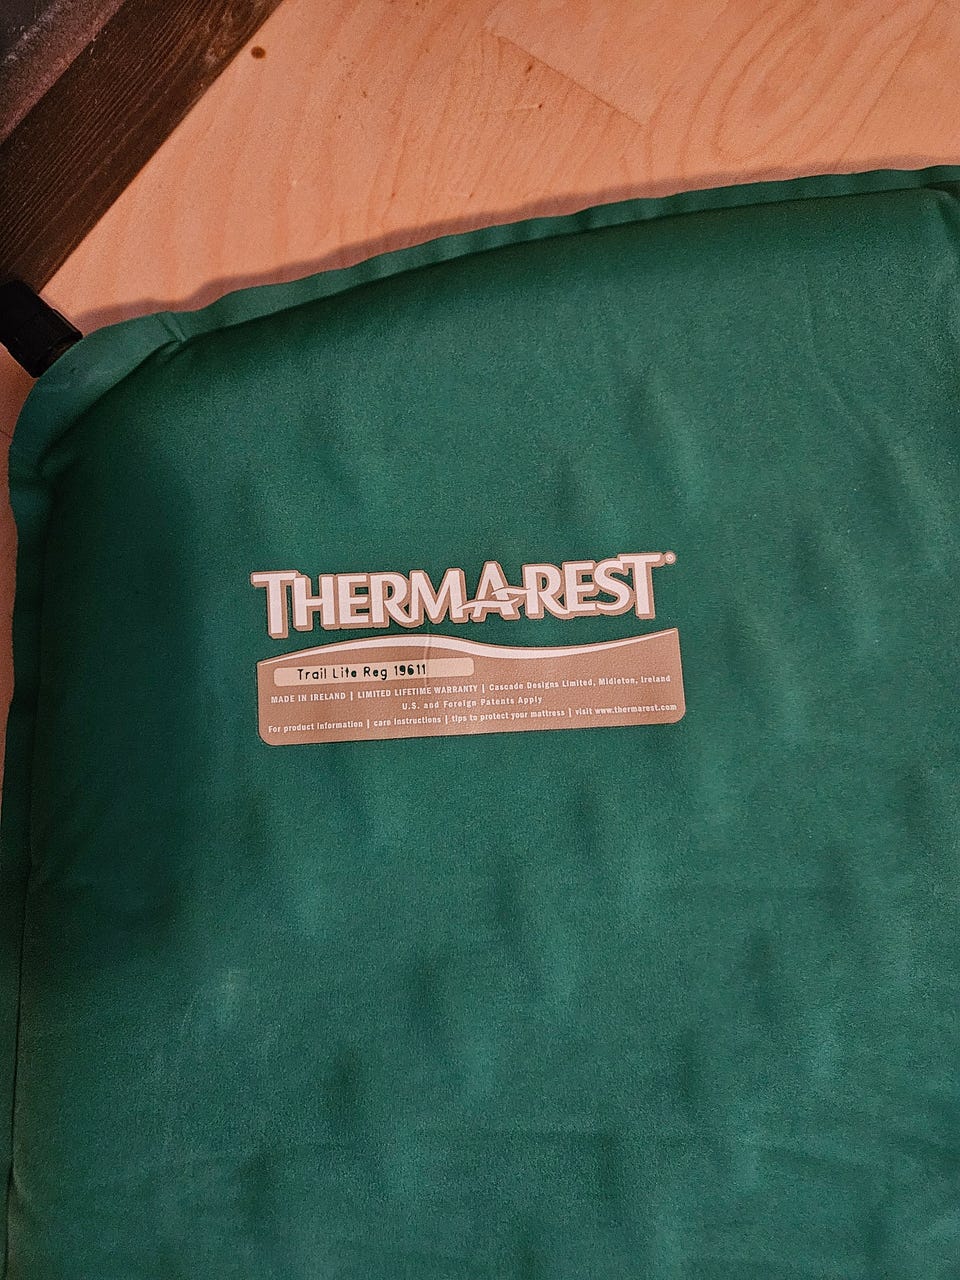 THERMAREST®
Trail Lite Reg 19611
MADE IN IRELAND | LIMITED LIFETIME WARRANTY | Cascade Designs Limited, Midleton, Ireland
U.S. and Foreign Patents Apply
For product information | care instructions | tips to protect your mattress | visit www.thermarest.com